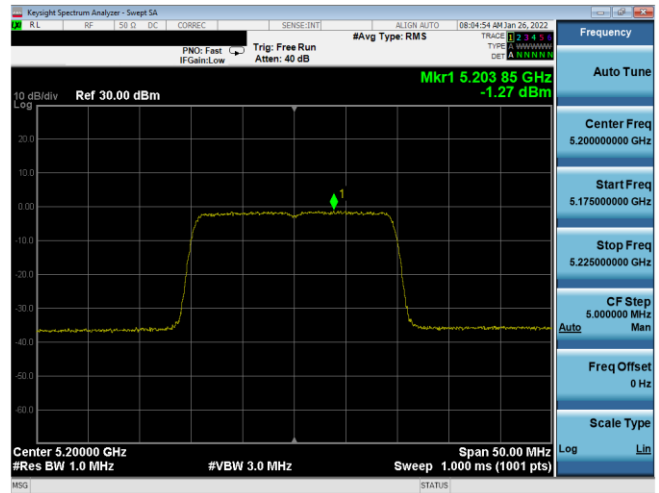 Keysight Spectrum Analyzer - Swept SA
RL RF 50 Ω DC CORREC SENSE:INT ALIGN AUTO 08:04:54 AM Jan 26, 2022
#Avg Type: RMS TRACE 1 2 3 4 5 6
PNO: Fast Trig: Free Run TYPE A WWWWW
IFGain:Low Atten: 40 dB DET A NNNNN
Mkr1 5.203 85 GHz
-1.27 dBm
10 dB/div Ref 30.00 dBm
Log
20.0
10.0
0.00
-10.0
-20.0
-30.0
-40.0
-50.0
-60.0
1
Center 5.20000 GHz Span 50.00 MHz
#Res BW 1.0 MHz #VBW 3.0 MHz Sweep 1.000 ms (1001 pts)
MSG STATUS
Frequency
Auto Tune
Center Freq
5.200000000 GHz
Start Freq
5.175000000 GHz
Stop Freq
5.225000000 GHz
CF Step
5.000000 MHz
Auto Man
Freq Offset
0 Hz
Scale Type
Log Lin